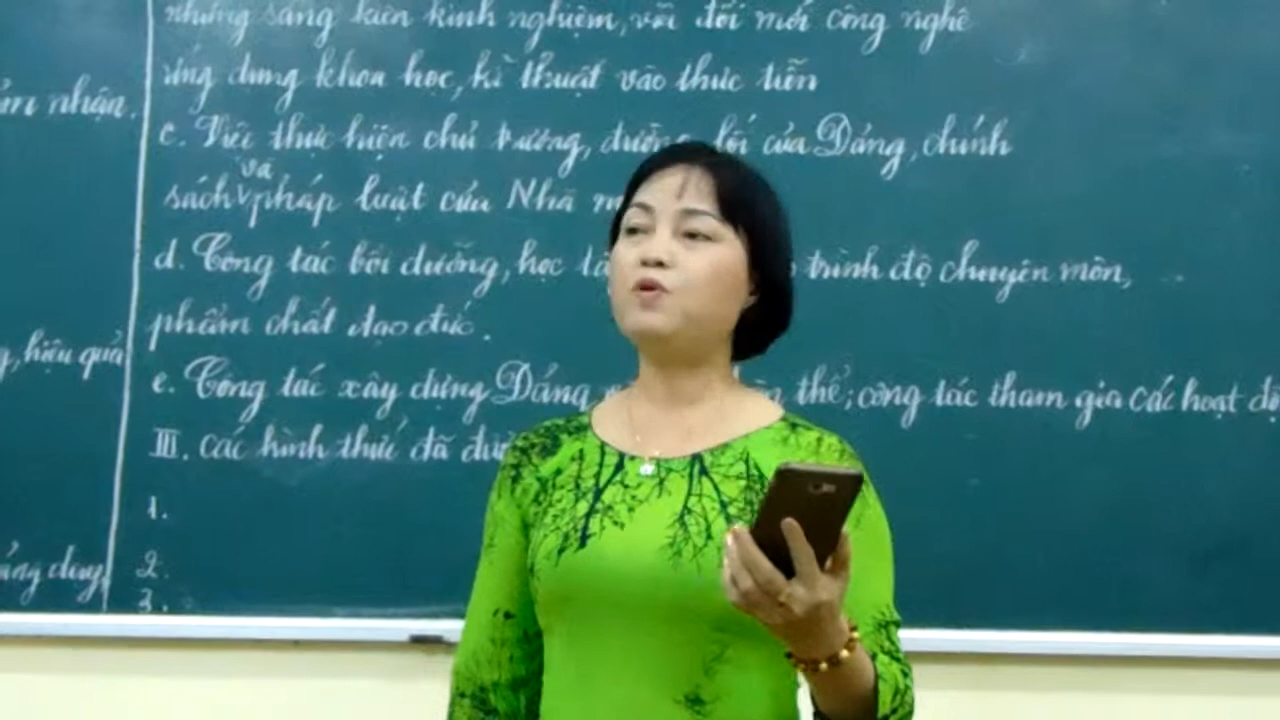 những sáng kiến kinh nghiệm, với đổi mới công nghệ
ứng dụng khoa học, kĩ thuật vào thực tiễn
ảm nhận.
c. Việc thực hiện chủ trương, đường lối của Đảng, chính
và
sách pháp luật của Nhà
d. Công tác bồi dưỡng, học trình độ chuyên môn,
phẩm chất đạo đức.
hiệu quả
e. Công tác xây dựng Đảng thể; công tác tham gia các hoạt độ
III. Các hình thức đã
1.
2.
3.